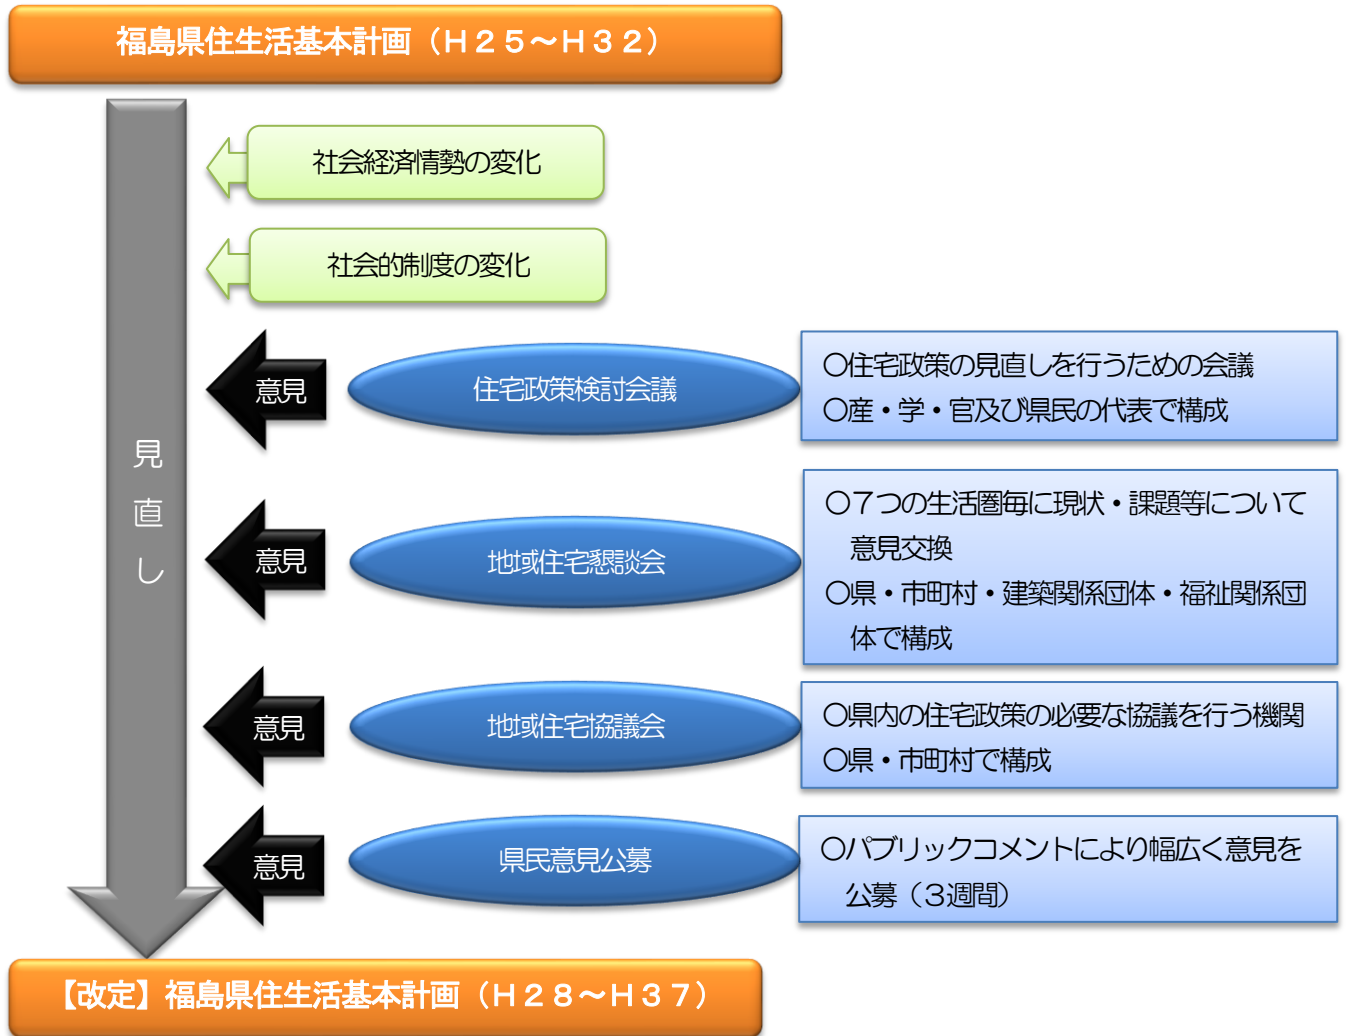 福島県住生活基本計画（Ｈ２５～Ｈ３２）
社会経済情勢の変化
社会的制度の変化
意見
住宅政策検討会議
○住宅政策の見直しを行うための会議
○産・学・官及び県民の代表で構成
見直し
意見
地域住宅懇談会
○７つの生活圏毎に現状・課題等について
意見交換
○県・市町村・建築関係団体・福祉関係団
体で構成
意見
地域住宅協議会
○県内の住宅政策の必要な協議を行う機関
○県・市町村で構成
意見
県民意見公募
○パブリックコメントにより幅広く意見を
公募（３週間）
【改定】福島県住生活基本計画（Ｈ２８～Ｈ３７）